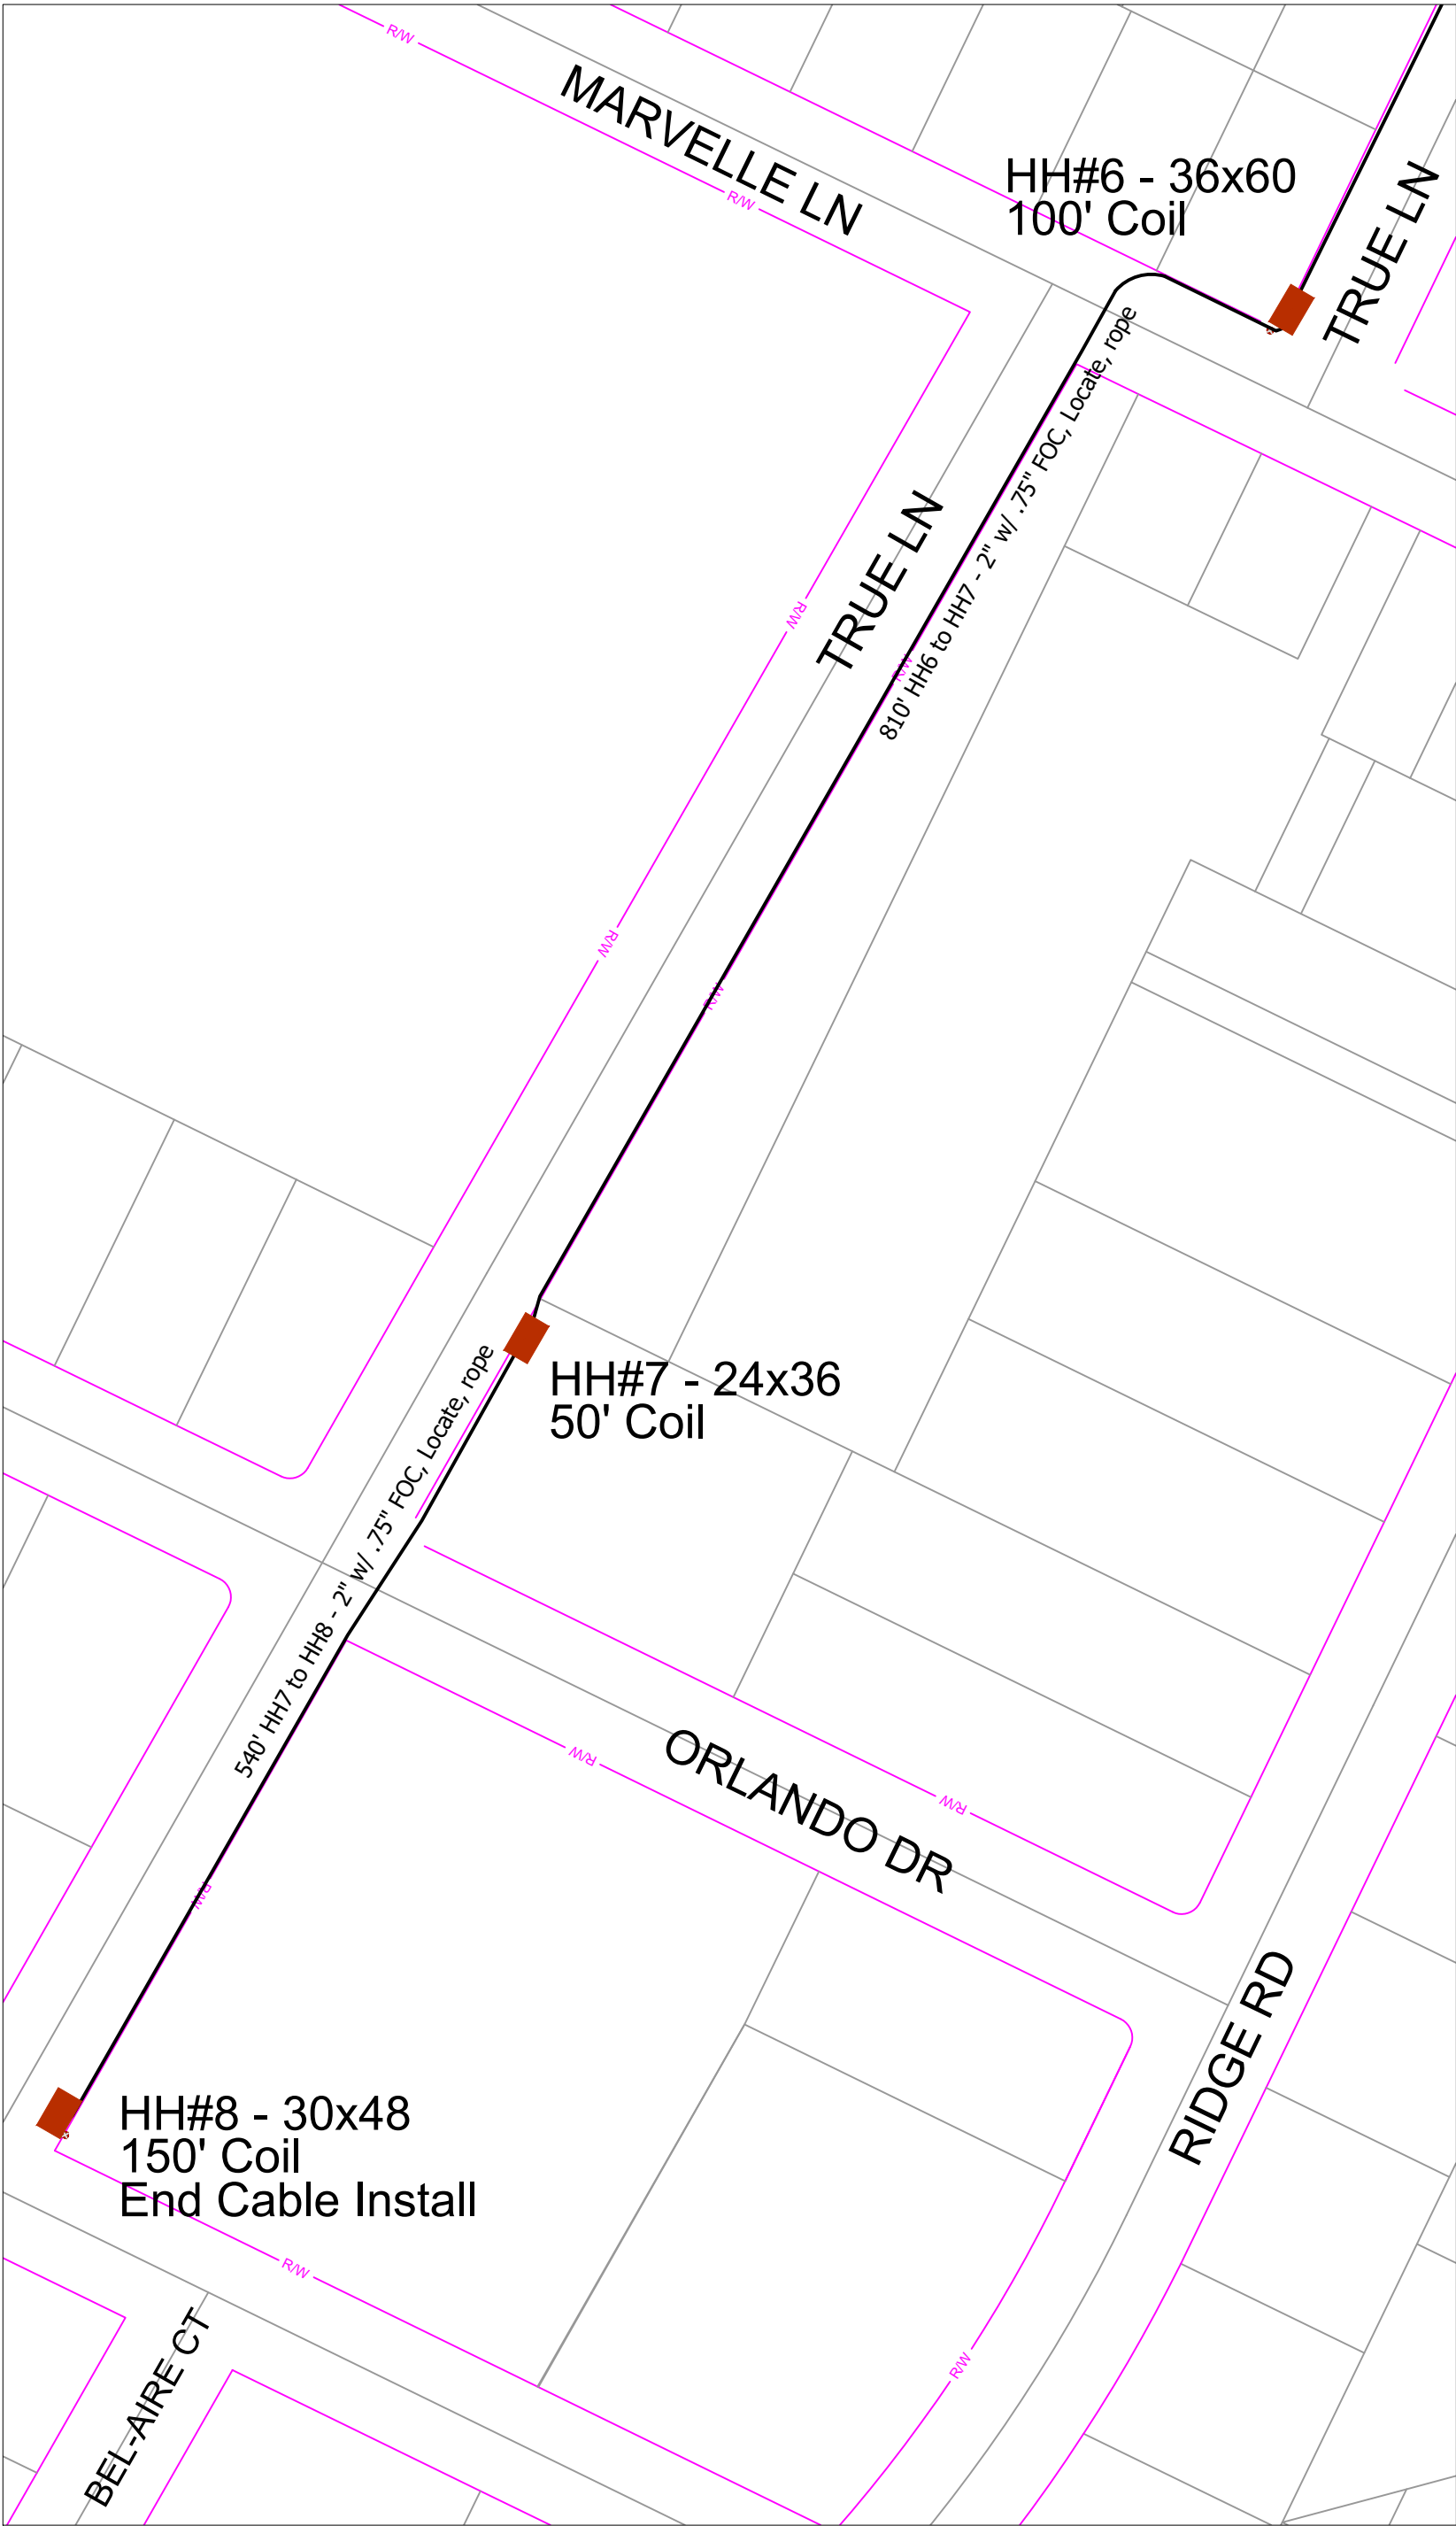 R/W
MARVELLE LN
R/W
HH#6 - 36x60
100' Coil
TRUE LN
810' HH6 to HH7 - 2" w/ .75" FOC, Locate, rope
TRUE LN
R/W
R/W
R/W
R/W
HH#7 - 24x36
50' Coil
540' HH7 to HH8 - 2" w/ .75" FOC, Locate, rope
R/W
ORLANDO DR
R/W
R/W
RIDGE RD
HH#8 - 30x48
150' Coil
End Cable Install
R/W
BEL-AIRE CT
R/W